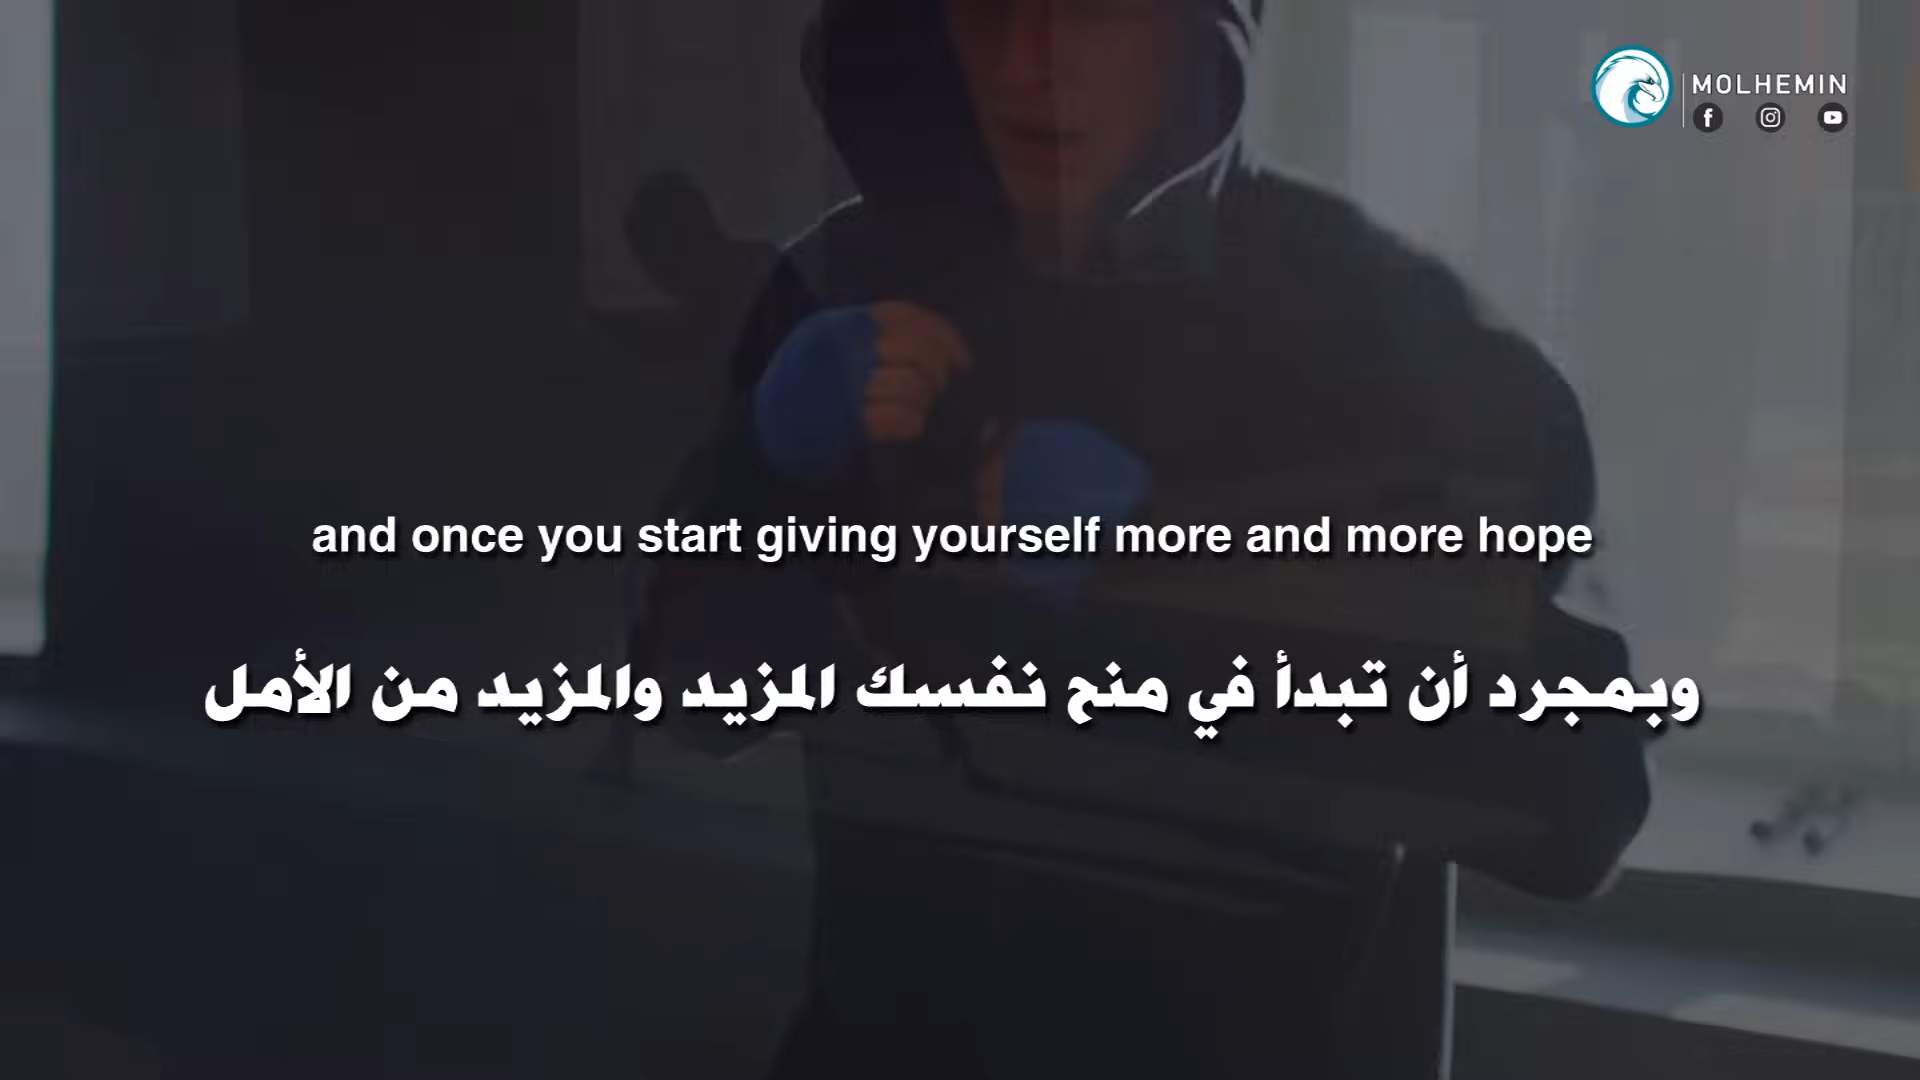 MOLHEMIN
and once you start giving yourself more and more hope
وبمجرد أن تبدأ في منح نفسك المزيد والمزيد من الأمل